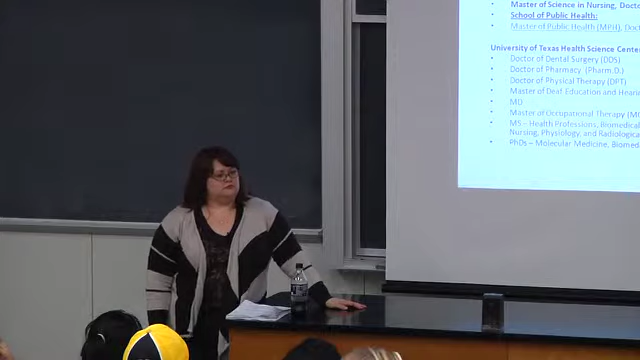 Master of Science in Nursing, Docto
School of Public Health:
Master of Public Health (MPH), Doct
University of Texas Health Science Center
Doctor of Dental Surgery (DDS)
Doctor of Pharmacy (Pharm.D.)
Doctor of Physical Therapy (DPT)
Master of Deaf Education and Hearin
MD
Master of Occupational Therapy (MO
MS – Health Professions, Biomedical
Nursing, Physiology, and Radiologica
PhDs – Molecular Medicine, Biomed